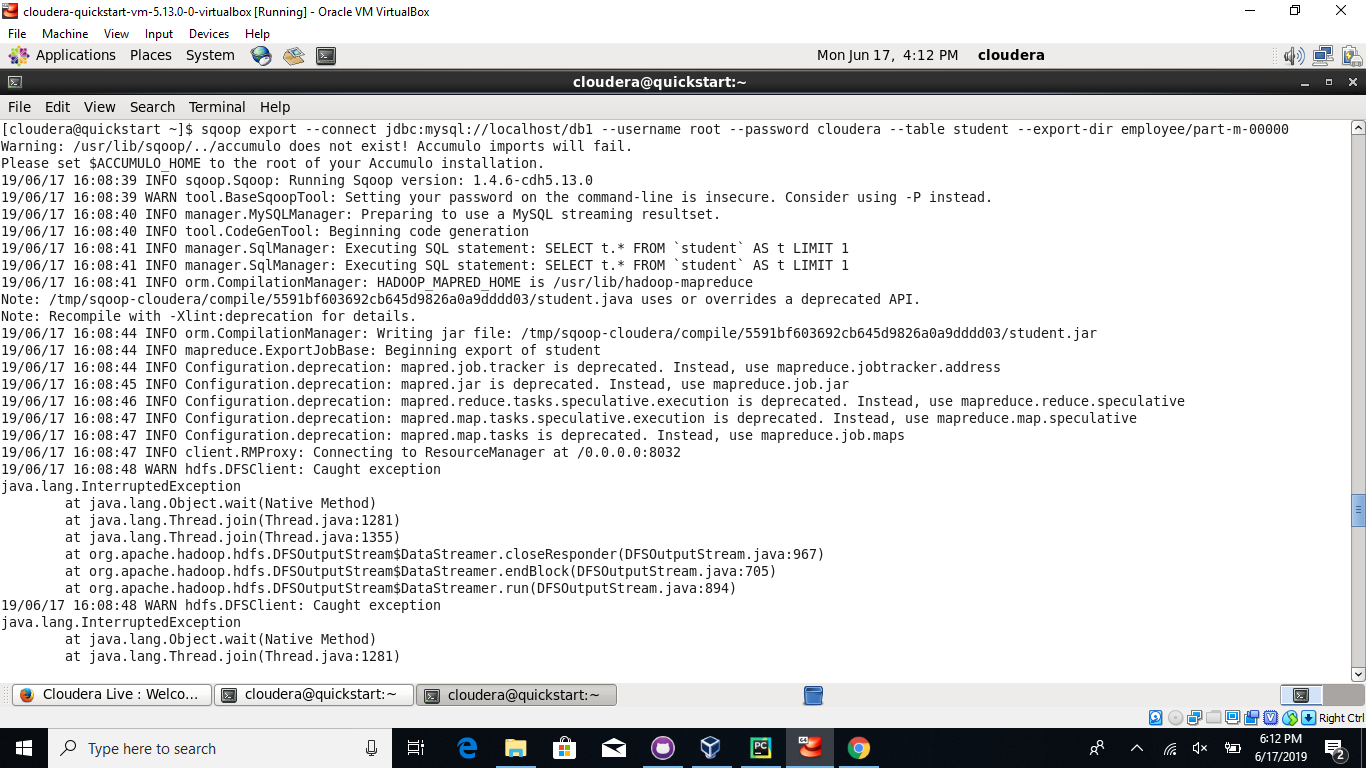 cloudera-quickstart-vm-5.13.0-0-virtualbox [Running] - Oracle VM VirtualBox
File Machine View Input Devices Help
Applications Places System Mon Jun 17, 4:12 PM cloudera
cloudera@quickstart:~
File Edit View Search Terminal Help
[cloudera@quickstart ~]$ sqoop export --connect jdbc:mysql://localhost/db1 --username root --password cloudera --table student --export-dir employee/part-m-00000
Warning: /usr/lib/sqoop/../accumulo does not exist! Accumulo imports will fail.
Please set $ACCUMULO_HOME to the root of your Accumulo installation.
19/06/17 16:08:39 INFO sqoop.Sqoop: Running Sqoop version: 1.4.6-cdh5.13.0
19/06/17 16:08:39 WARN tool.BaseSqoopTool: Setting your password on the command-line is insecure. Consider using -P instead.
19/06/17 16:08:40 INFO manager.MySQLManager: Preparing to use a MySQL streaming resultset.
19/06/17 16:08:40 INFO tool.CodeGenTool: Beginning code generation
19/06/17 16:08:41 INFO manager.SqlManager: Executing SQL statement: SELECT t.* FROM `student` AS t LIMIT 1
19/06/17 16:08:41 INFO manager.SqlManager: Executing SQL statement: SELECT t.* FROM `student` AS t LIMIT 1
19/06/17 16:08:41 INFO orm.CompilationManager: HADOOP_MAPRED_HOME is /usr/lib/hadoop-mapreduce
Note: /tmp/sqoop-cloudera/compile/5591bf603692cb645d9826a0a9dddd03/student.java uses or overrides a deprecated API.
Note: Recompile with -Xlint:deprecation for details.
19/06/17 16:08:44 INFO orm.CompilationManager: Writing jar file: /tmp/sqoop-cloudera/compile/5591bf603692cb645d9826a0a9dddd03/student.jar
19/06/17 16:08:44 INFO mapreduce.ExportJobBase: Beginning export of student
19/06/17 16:08:44 INFO Configuration.deprecation: mapred.job.tracker is deprecated. Instead, use mapreduce.jobtracker.address
19/06/17 16:08:45 INFO Configuration.deprecation: mapred.jar is deprecated. Instead, use mapreduce.job.jar
19/06/17 16:08:46 INFO Configuration.deprecation: mapred.reduce.tasks.speculative.execution is deprecated. Instead, use mapreduce.reduce.speculative
19/06/17 16:08:47 INFO Configuration.deprecation: mapred.map.tasks.speculative.execution is deprecated. Instead, use mapreduce.map.speculative
19/06/17 16:08:47 INFO Configuration.deprecation: mapred.map.tasks is deprecated. Instead, use mapreduce.job.maps
19/06/17 16:08:47 INFO client.RMProxy: Connecting to ResourceManager at /0.0.0.0:8032
19/06/17 16:08:48 WARN hdfs.DFSClient: Caught exception
java.lang.InterruptedException
at java.lang.Object.wait(Native Method)
at java.lang.Thread.join(Thread.java:1281)
at java.lang.Thread.join(Thread.java:1355)
at org.apache.hadoop.hdfs.DFSOutputStream$DataStreamer.closeResponder(DFSOutputStream.java:967)
at org.apache.hadoop.hdfs.DFSOutputStream$DataStreamer.endBlock(DFSOutputStream.java:705)
at org.apache.hadoop.hdfs.DFSOutputStream$DataStreamer.run(DFSOutputStream.java:894)
19/06/17 16:08:48 WARN hdfs.DFSClient: Caught exception
java.lang.InterruptedException
at java.lang.Object.wait(Native Method)
at java.lang.Thread.join(Thread.java:1281)
Cloudera Live : Welco... cloudera@quickstart:~ cloudera@quickstart:~
Right Ctrl
Type here to search
6:12 PM
6/17/2019
2